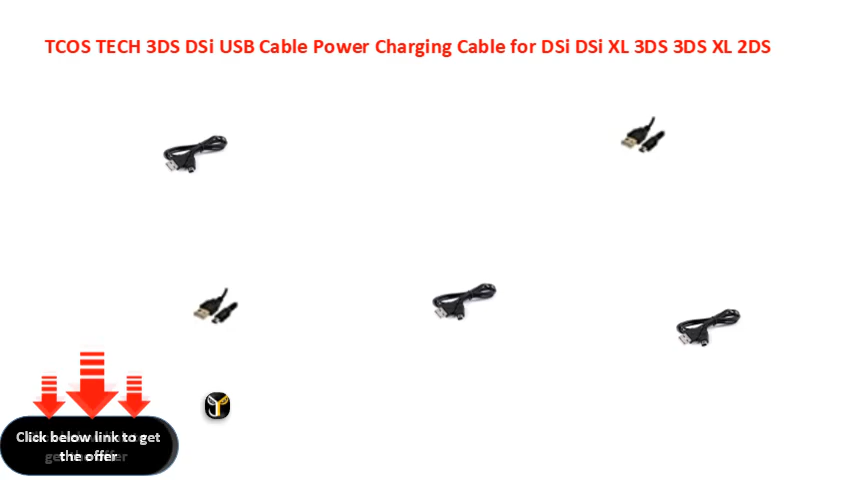 TCOS TECH 3DS DSi USB Cable Power Charging Cable for DSi DSi XL 3DS 3DS XL 2DS
Click below link to get
the offer